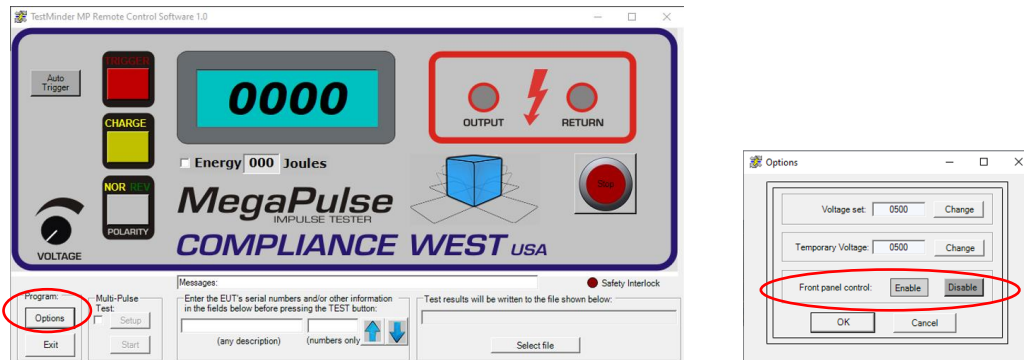 TestMinder MP Remote Control Software 1.0
Auto
Trigger
TRIGGER
CHARGE
NOR REV
POLARITY
VOLTAGE
0000
Energy 000 Joules
MegaPulse
IMPULSE TESTER
COMPLIANCE WEST USA
OUTPUT
RETURN
Stop
Messages:
Safety Interlock
Program:
Options
Exit
Multi-Pulse
Test:
Setup
Start
Enter the EUT's serial numbers and/or other information
in the fields below before pressing the TEST button:
(any description)
(numbers only
Test results will be written to the file shown below:
Select file
Options
Voltage set: 0500 Change
Temporary Voltage: 0500 Change
Front panel control: Enable Disable
OK Cancel